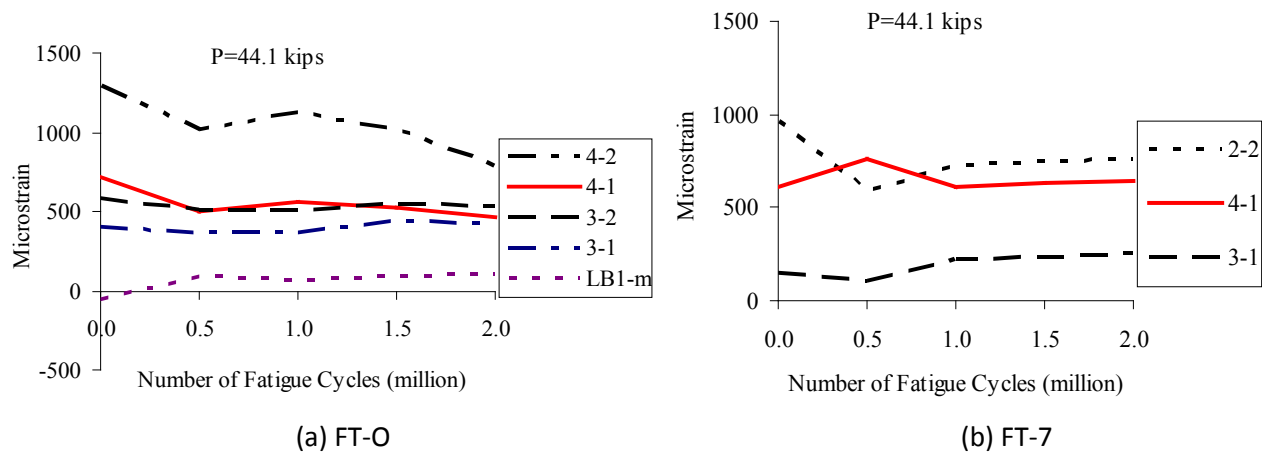 P=44.1 kips
1500
1000
500
0
-500
Microstrain
0.0
0.5
1.0
1.5
2.0
Number of Fatigue Cycles (million)
4-2
4-1
3-2
3-1
LB1-m
(a) FT-O
P=44.1 kips
1500
1000
500
0
Microstrain
0.0
0.5
1.0
1.5
2.0
Number of Fatigue Cycles (million)
2-2
4-1
3-1
(b) FT-7